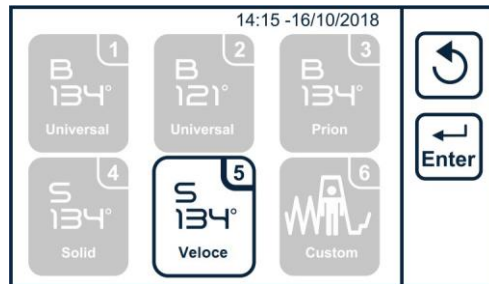 14:15 -16/10/2018
1
B
134°
Universal
2
B
121°
Universal
3
B
134°
Prion
4
S
134°
Solid
5
S
134°
Veloce
6
Custom
Enter